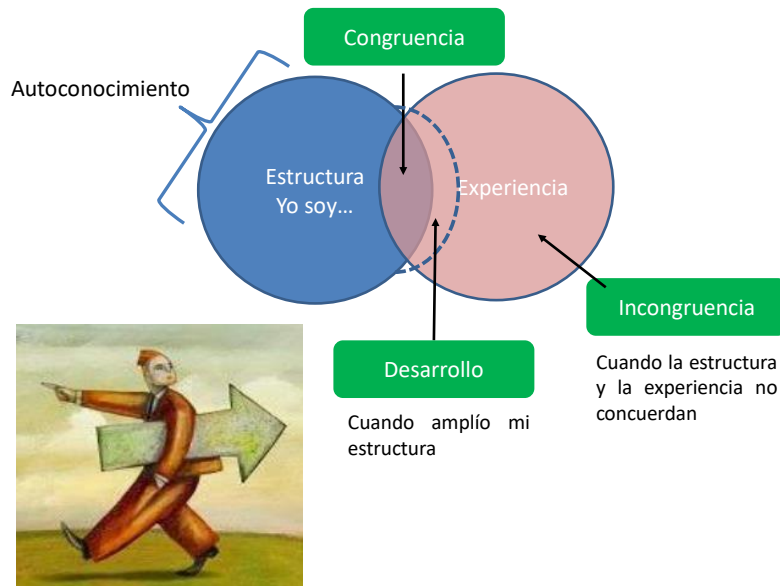 Congruencia
Autoconocimiento
Estructura
Yo soy…
Experiencia
Incongruencia
Cuando la estructura
y la experiencia no
concuerdan
Desarrollo
Cuando amplío mi
estructura